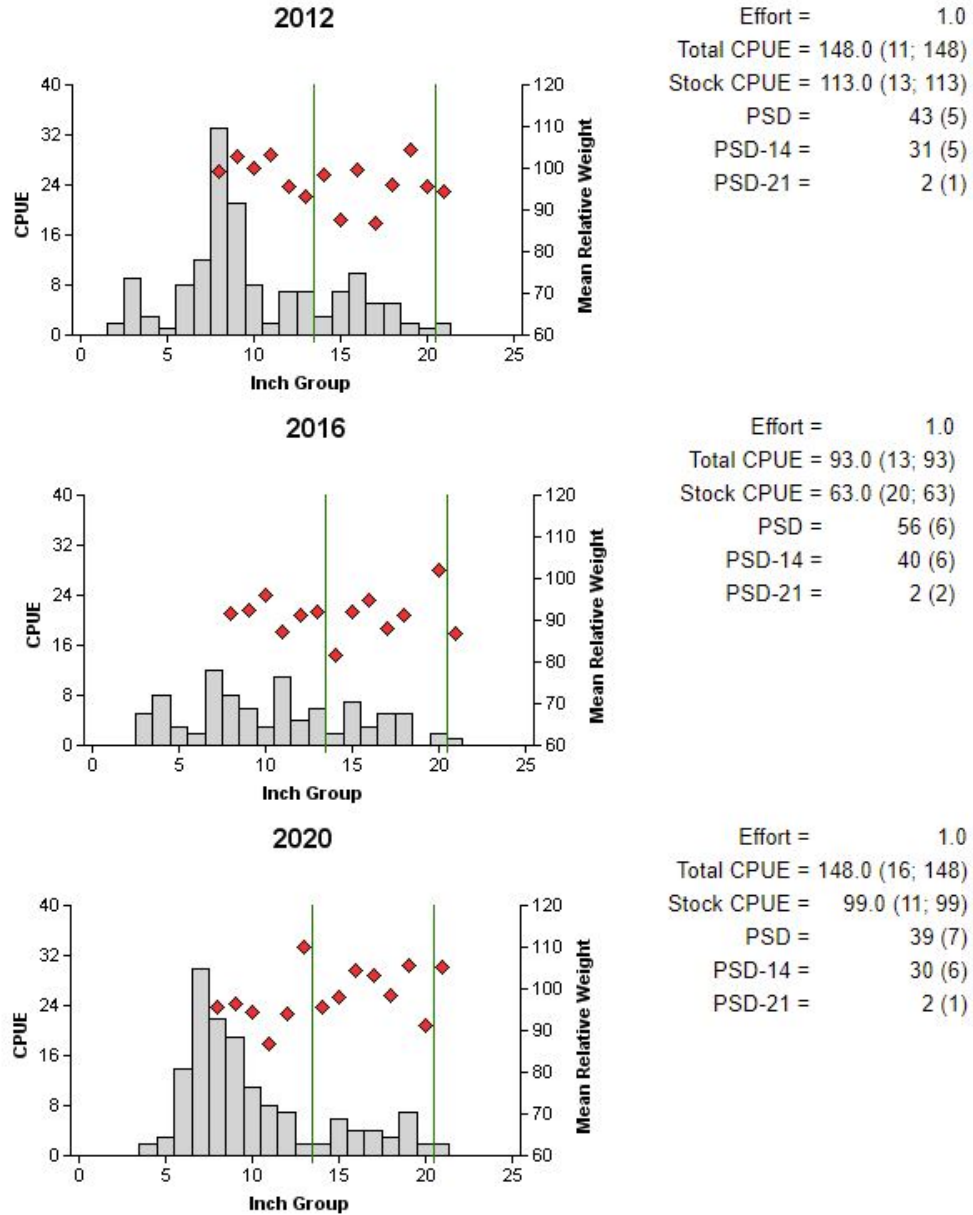 2012
Effort = 1.0
Total CPUE = 148.0 (11; 148)
Stock CPUE = 113.0 (13; 113)
PSD = 43 (5)
PSD-14 = 31 (5)
PSD-21 = 2 (1)
40 120
32 110
24 100
16 90
8 80
0 70
60
CPUE
Mean Relative Weight
0 5 10 15 20 25
Inch Group
2016
Effort = 1.0
Total CPUE = 93.0 (13; 93)
Stock CPUE = 63.0 (20; 63)
PSD = 56 (6)
PSD-14 = 40 (6)
PSD-21 = 2 (2)
40 120
32 110
24 100
16 90
8 80
0 70
60
CPUE
Mean Relative Weight
0 5 10 15 20 25
Inch Group
2020
Effort = 1.0
Total CPUE = 148.0 (16; 148)
Stock CPUE = 99.0 (11; 99)
PSD = 39 (7)
PSD-14 = 30 (6)
PSD-21 = 2 (1)
40 120
32 110
24 100
16 90
8 80
0 70
60
CPUE
Mean Relative Weight
0 5 10 15 20 25
Inch Group